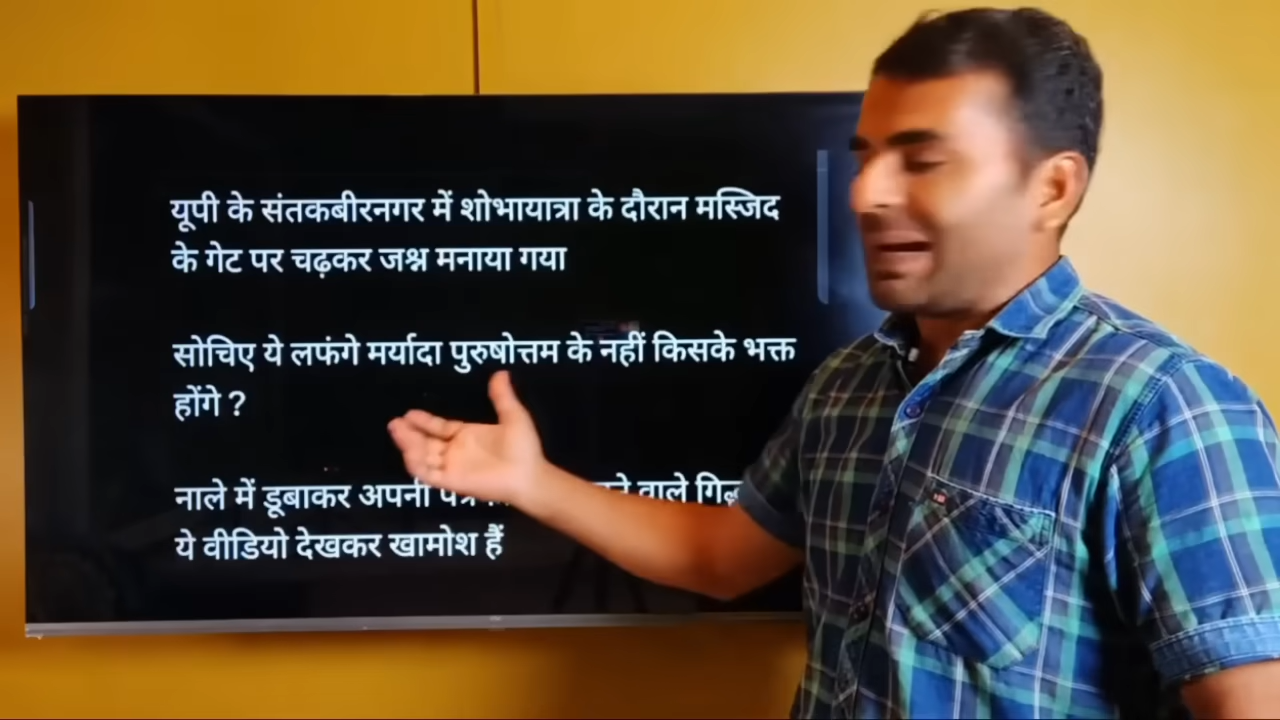 यूपी के संतकबीरनगर में शोभायात्रा के दौरान मस्जिद
के गेट पर चढ़कर जश्न मनाया गया
सोचिए ये लफंगे मर्यादा पुरुषोत्तम के नहीं किसके भक्त
होंगे ?
नाले में डूबाकर अपनी वाले
ये वीडियो देखकर खामोश हैं